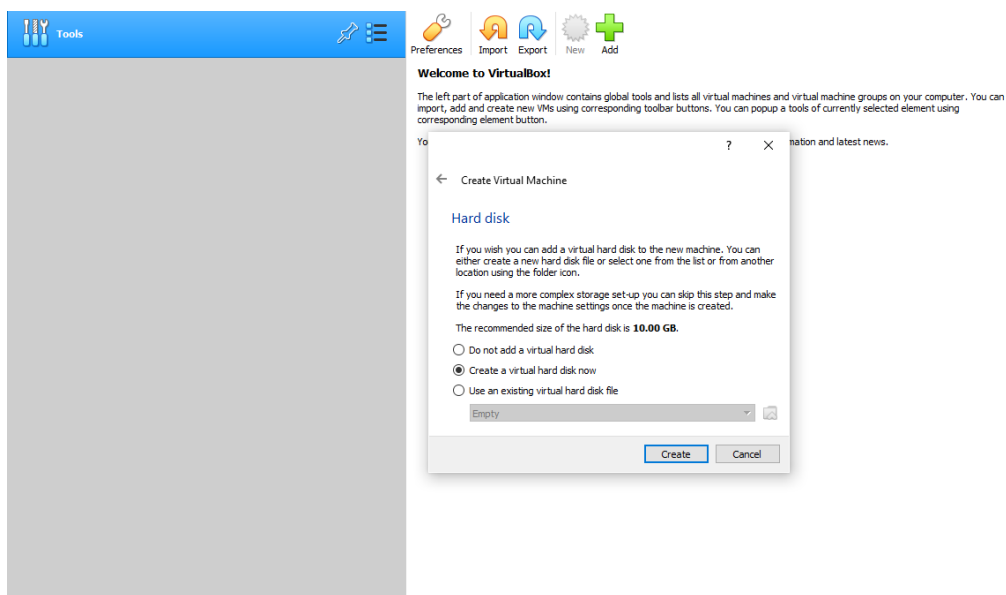 Tools
Preferences
Import
Export
New
Add
Welcome to VirtualBox!
The left part of application window contains global tools and lists all virtual machines and virtual machine groups on your computer. You can
import, add and create new VMs using corresponding toolbar buttons. You can popup a tools of currently selected element using
corresponding element button.
Yo
mation and latest news.
?
Create Virtual Machine
Hard disk
If you wish you can add a virtual hard disk to the new machine. You can
either create a new hard disk file or select one from the list or from another
location using the folder icon.
If you need a more complex storage set-up you can skip this step and make
the changes to the machine settings once the machine is created.
The recommended size of the hard disk is 10.00 GB.
Do not add a virtual hard disk
Create a virtual hard disk now
Use an existing virtual hard disk file
Empty
Create
Cancel